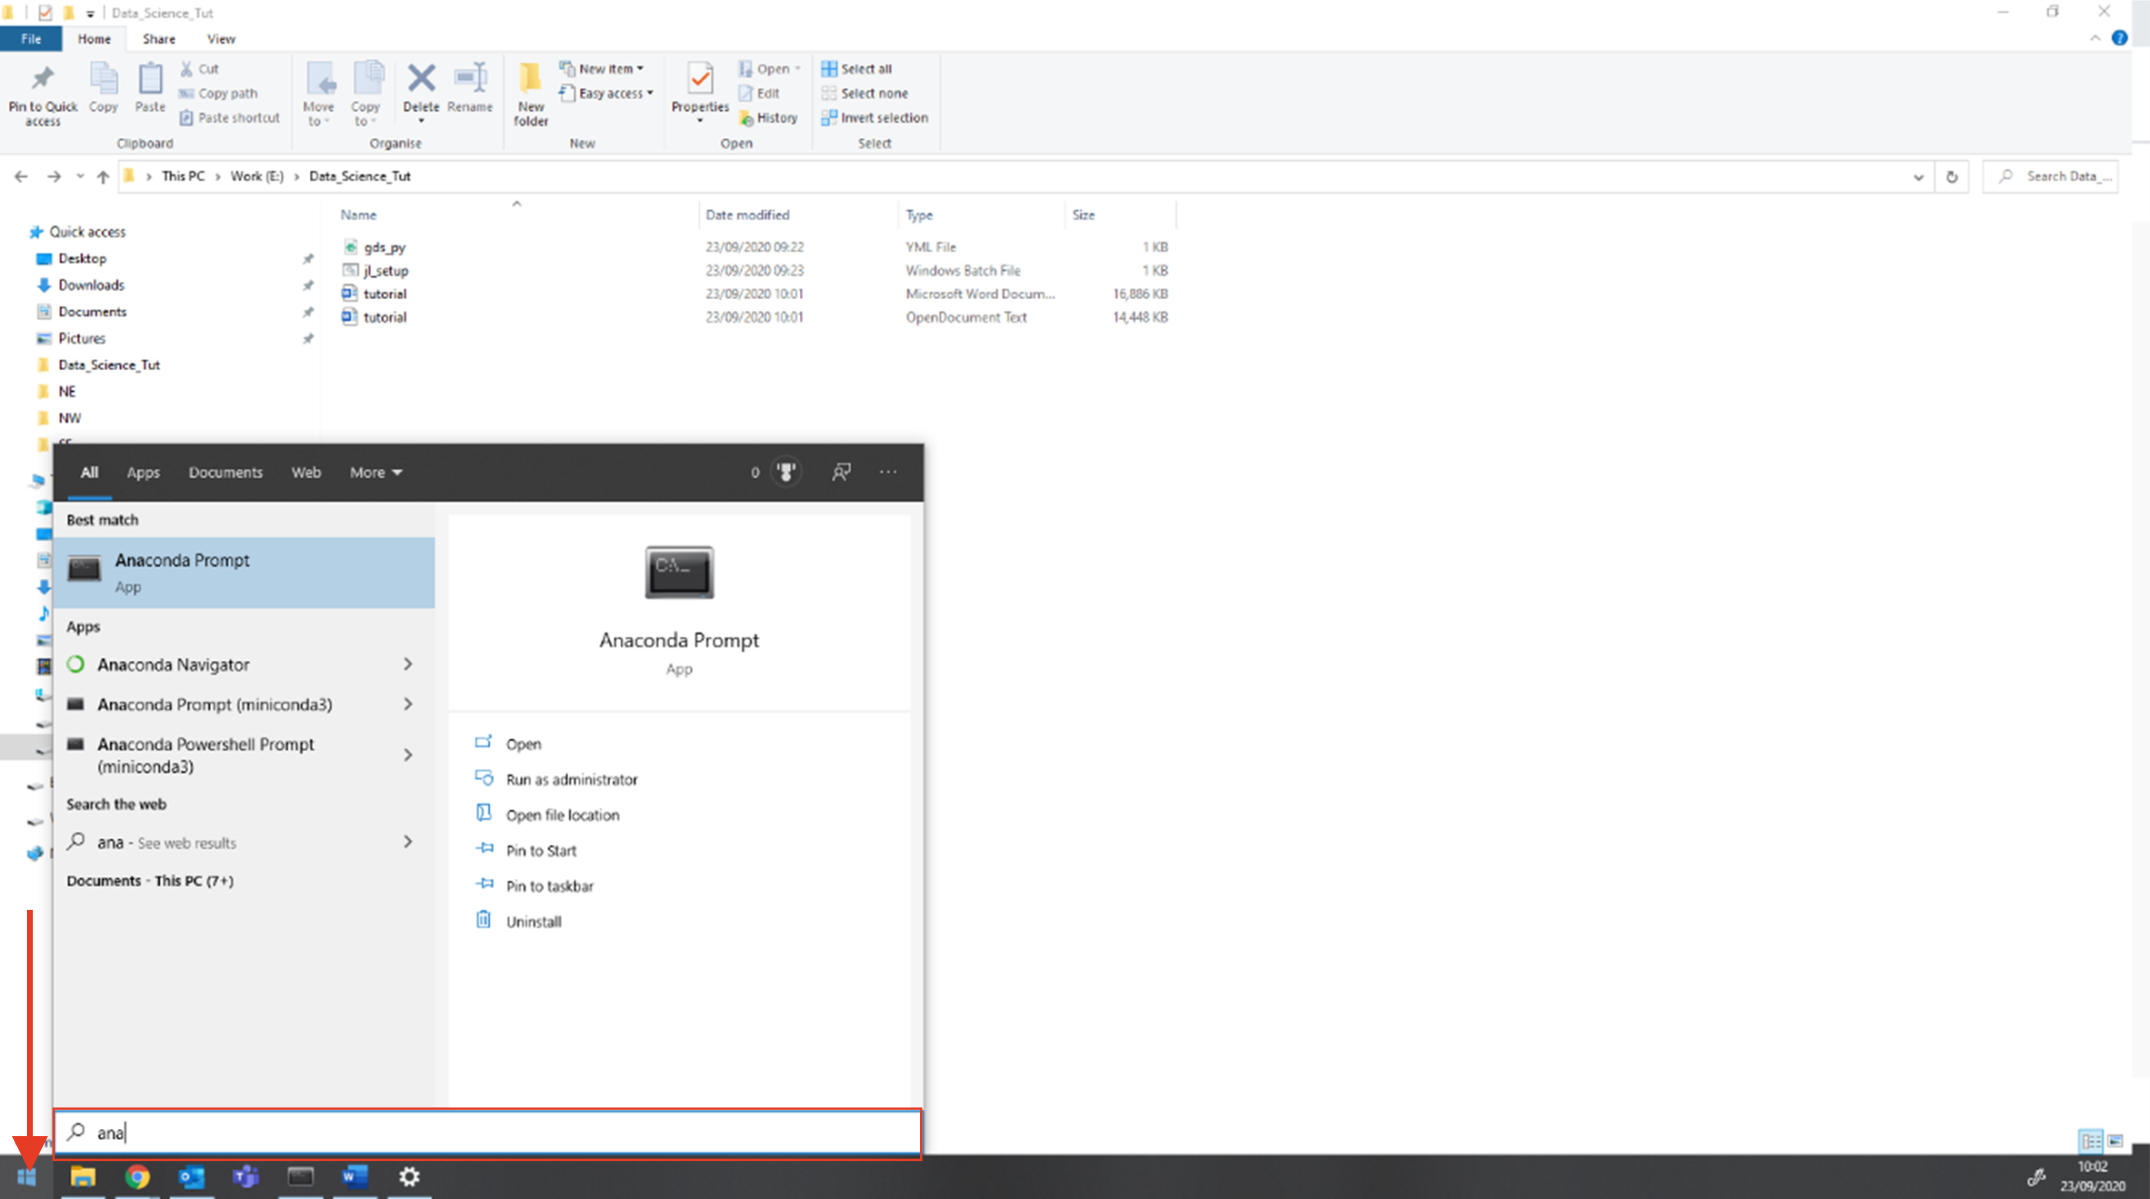 Data_Science_Tut
File Home Share View
Pin to Quick access
Copy
Paste
Cut
Copy path
Paste shortcut
Clipboard
Move to
Copy to
Delete
Rename
Organise
New folder
New item
Easy access
New
Properties
Open
Edit
History
Open
Select all
Select none
Invert selection
Select
This PC > Work (E:) > Data_Science_Tut
Search Data_...
Name Date modified Type Size
gds_py 23/09/2020 09:22 YML File 1 KB
jl_setup 23/09/2020 09:23 Windows Batch File 1 KB
tutorial 23/09/2020 10:01 Microsoft Word Docum... 16,886 KB
tutorial 23/09/2020 10:01 OpenDocument Text 14,448 KB
Quick access
Desktop
Downloads
Documents
Pictures
Data_Science_Tut
NE
NW
All Apps Documents Web More 0 ...
Best match
Anaconda Prompt
App
Apps
Anaconda Navigator
Anaconda Prompt (miniconda3)
Anaconda Powershell Prompt
(miniconda3)
Search the web
ana - See web results
Documents - This PC (7+)
C:\_
Anaconda Prompt
App
Open
Run as administrator
Open file location
Pin to Start
Pin to taskbar
Uninstall
ana
10:02
23/09/2020